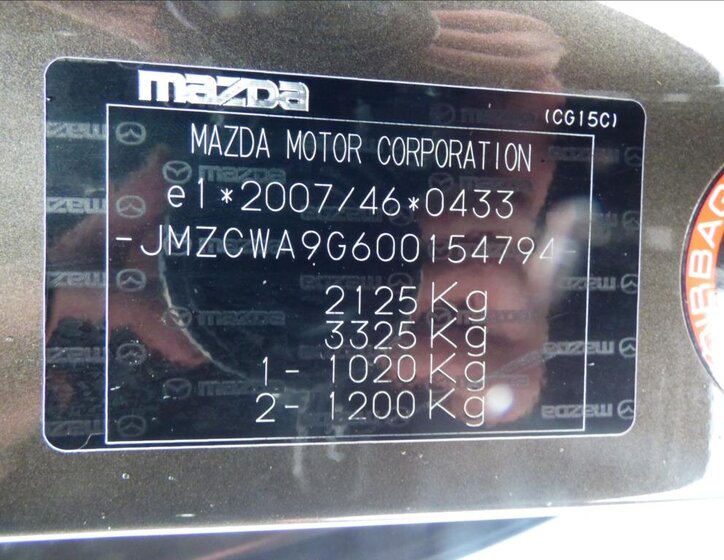 mazda
(CG15C)
MAZDA MOTOR CORPORATION
e1*2007/46*0433
-JMZCWA9G600154794-
2125 Kg
3325 Kg
1- 1020 Kg
2- 1200 Kg
AIRBAG